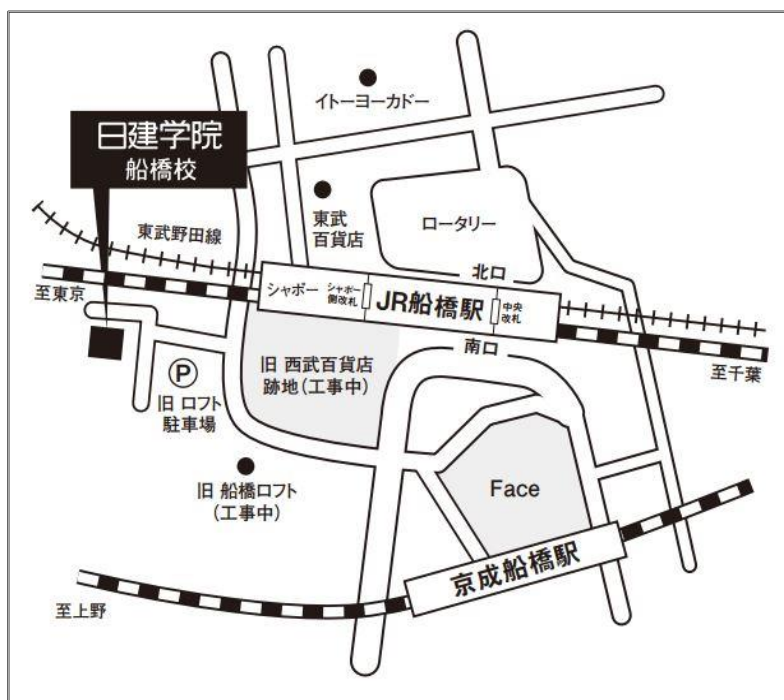 イトーヨーカドー
日建学院
船橋校
東武
百貨店
ロータリー
東武野田線
北口
至東京
シャポー
シャポー
側改札
JR船橋駅
中央
改札
南口
至千葉
旧 西武百貨店
跡地(工事中)
P
旧 ロフト
駐車場
旧 船橋ロフト
(工事中)
Face
京成船橋駅
至上野